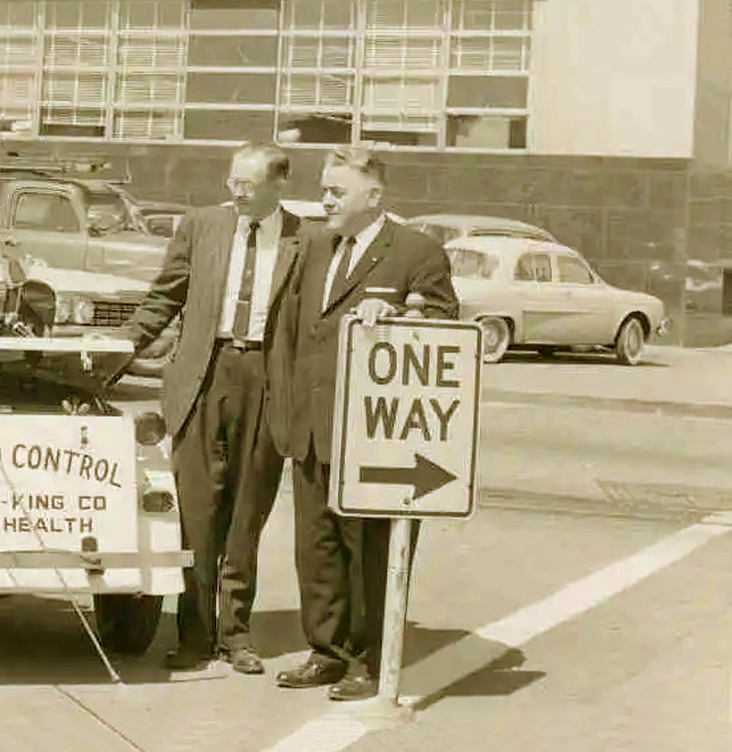 CONTROL
-KING CO
HEALTH
ONE
WAY